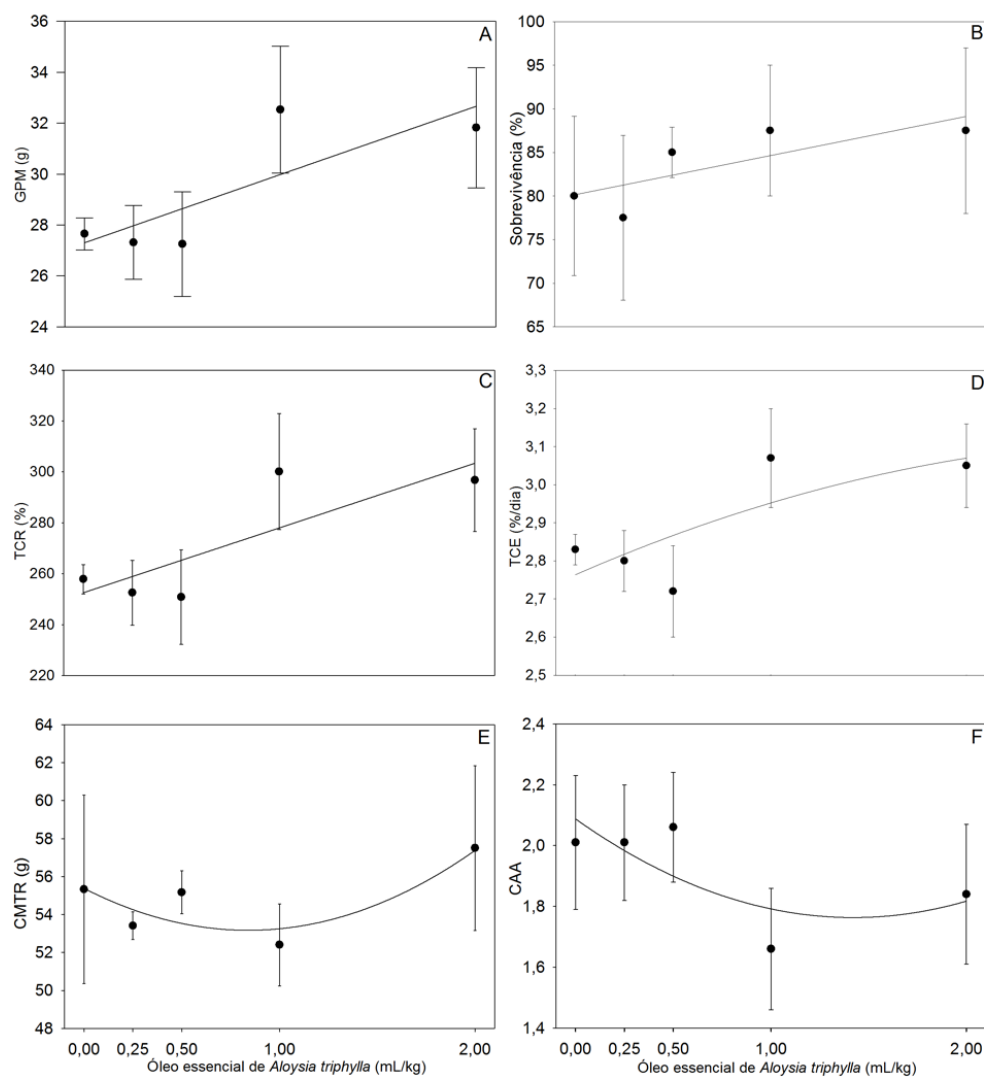 A
36
34
32
30
28
26
24
GPM (g)
B
100
95
90
85
80
75
70
65
Sobrevivência (%)
C
340
320
300
280
260
240
220
TCR (%)
D
3,3
3,2
3,1
3,0
2,9
2,8
2,7
2,6
2,5
TCE (%/dia)
E
64
62
60
58
56
54
52
50
48
CMTR (g)
0,00 0,25 0,50 1,00 2,00
Óleo essencial de Aloysia triphylla (mL/kg)
F
2,4
2,2
2,0
1,8
1,6
1,4
CAA
0,00 0,25 0,50 1,00 2,00
Óleo essencial de Aloysia triphylla (mL/kg)